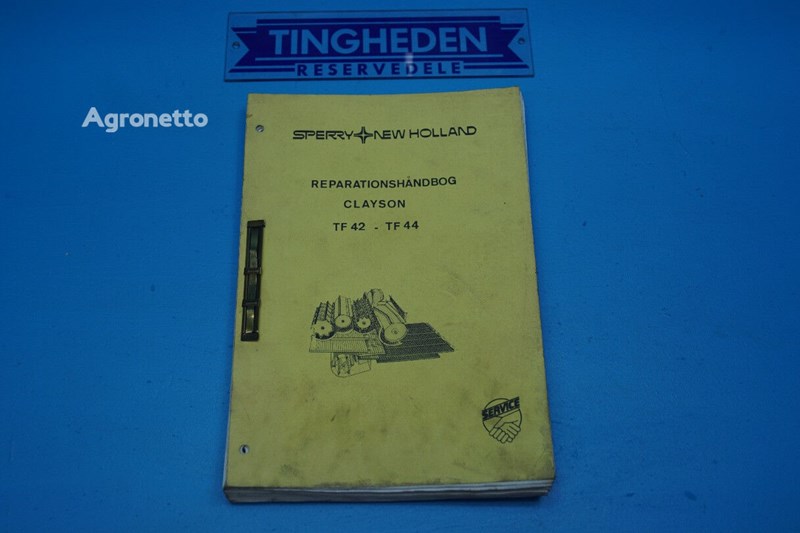 TINGHEDEN
RESERVEDELE
Agronetto
SPERRY NEW HOLLAND
REPARATIONSHÅNDBOG
CLAYSON
TF 42 - TF 44
SERVICE